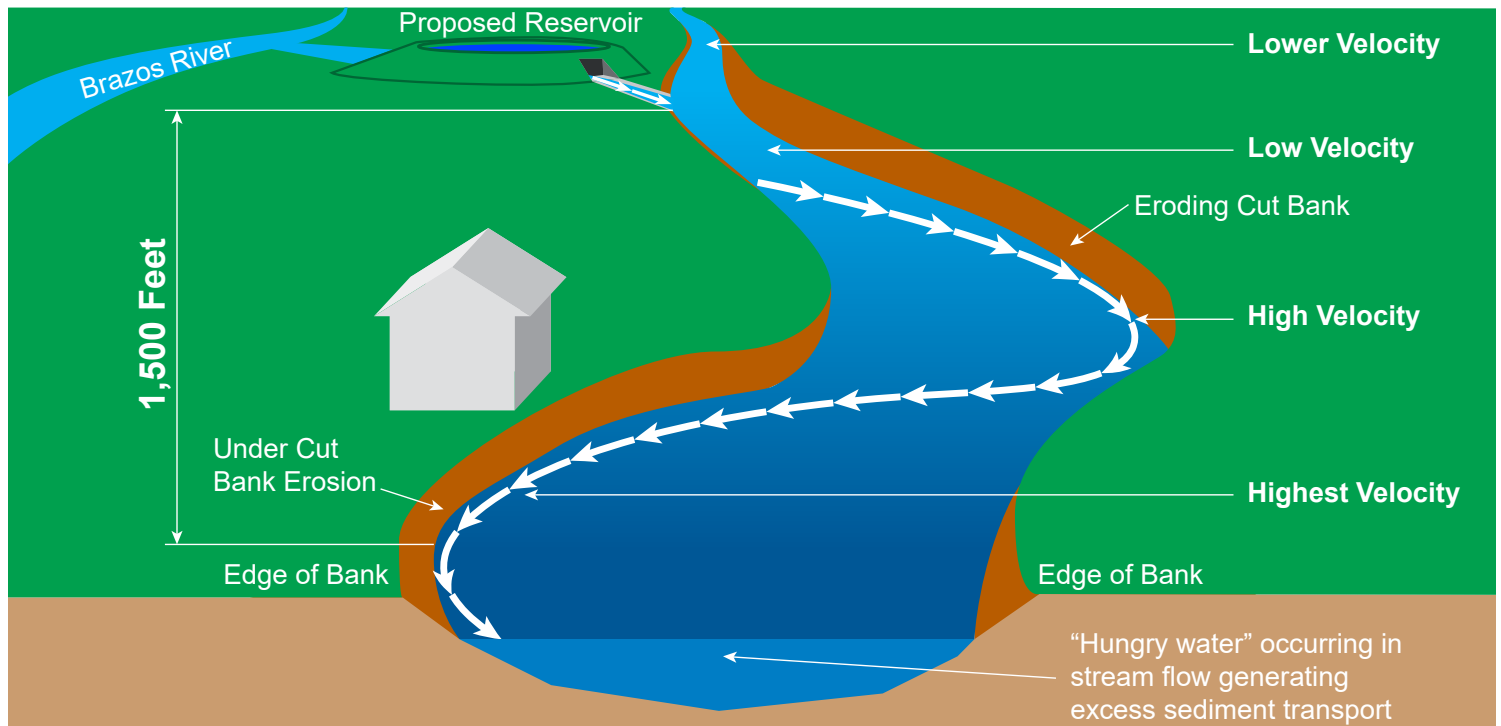 Proposed Reservoir
Brazos River
Lower Velocity
Low Velocity
Eroding Cut Bank
High Velocity
1,500 Feet
Under Cut
Bank Erosion
Highest Velocity
Edge of Bank
Edge of Bank
“Hungry water” occurring in
stream flow generating
excess sediment transport